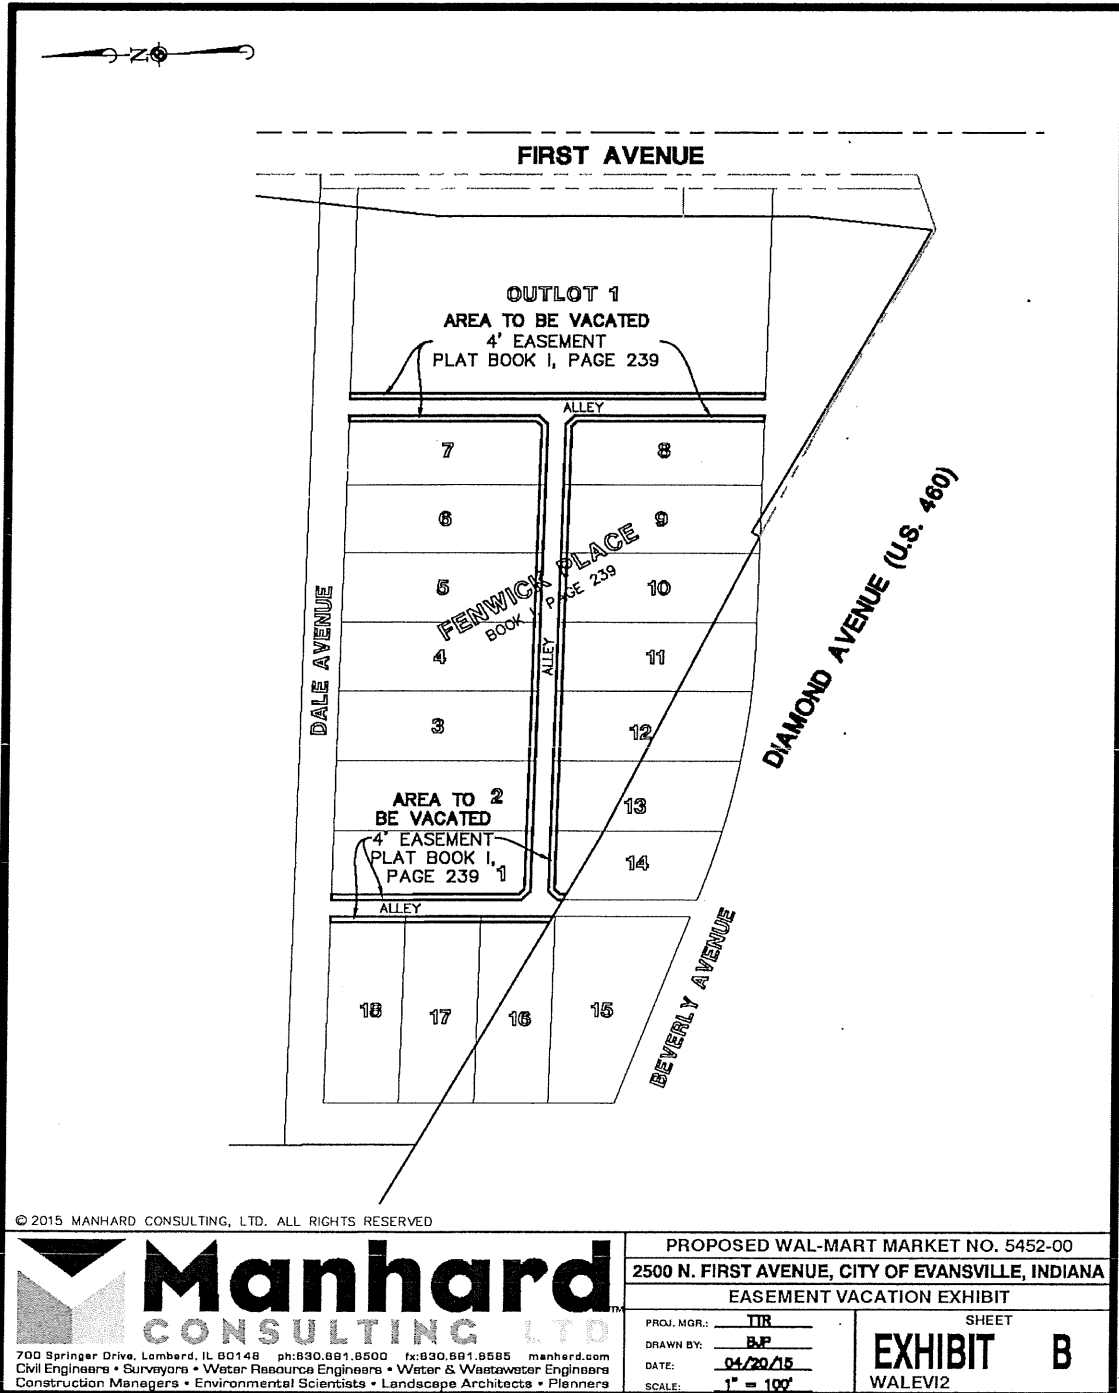 N
FIRST AVENUE
OUTLOT 1
AREA TO BE VACATED
4' EASEMENT
PLAT BOOK I, PAGE 239
ALLEY
7
8
6
9
FENWICK PLACE
BOOK I, PAGE 239
5
10
DALE AVENUE
4
ALLEY
11
DIAMOND AVENUE (U.S. 460)
3
12
2
13
AREA TO
BE VACATED
4' EASEMENT
PLAT BOOK I,
PAGE 239
1
14
ALLEY
18
17
16
15
BEVERLY AVENUE
© 2015 MANHARD CONSULTING, LTD. ALL RIGHTS RESERVED
Manhard™
CONSULTING LTD
700 Springer Drive, Lombard, IL 60148 ph:630.691.8500 fx:630.691.8585 manhard.com
Civil Engineers • Surveyors • Water Resource Engineers • Water & Wastewater Engineers
Construction Managers • Environmental Scientists • Landscape Architects • Planners
PROPOSED WAL-MART MARKET NO. 5452-00
2500 N. FIRST AVENUE, CITY OF EVANSVILLE, INDIANA
EASEMENT VACATION EXHIBIT
PROJ. MGR.: TTR
DRAWN BY: BJP
DATE: 04/20/15
SCALE: 1" = 100'
SHEET
EXHIBIT B
WALEVI2